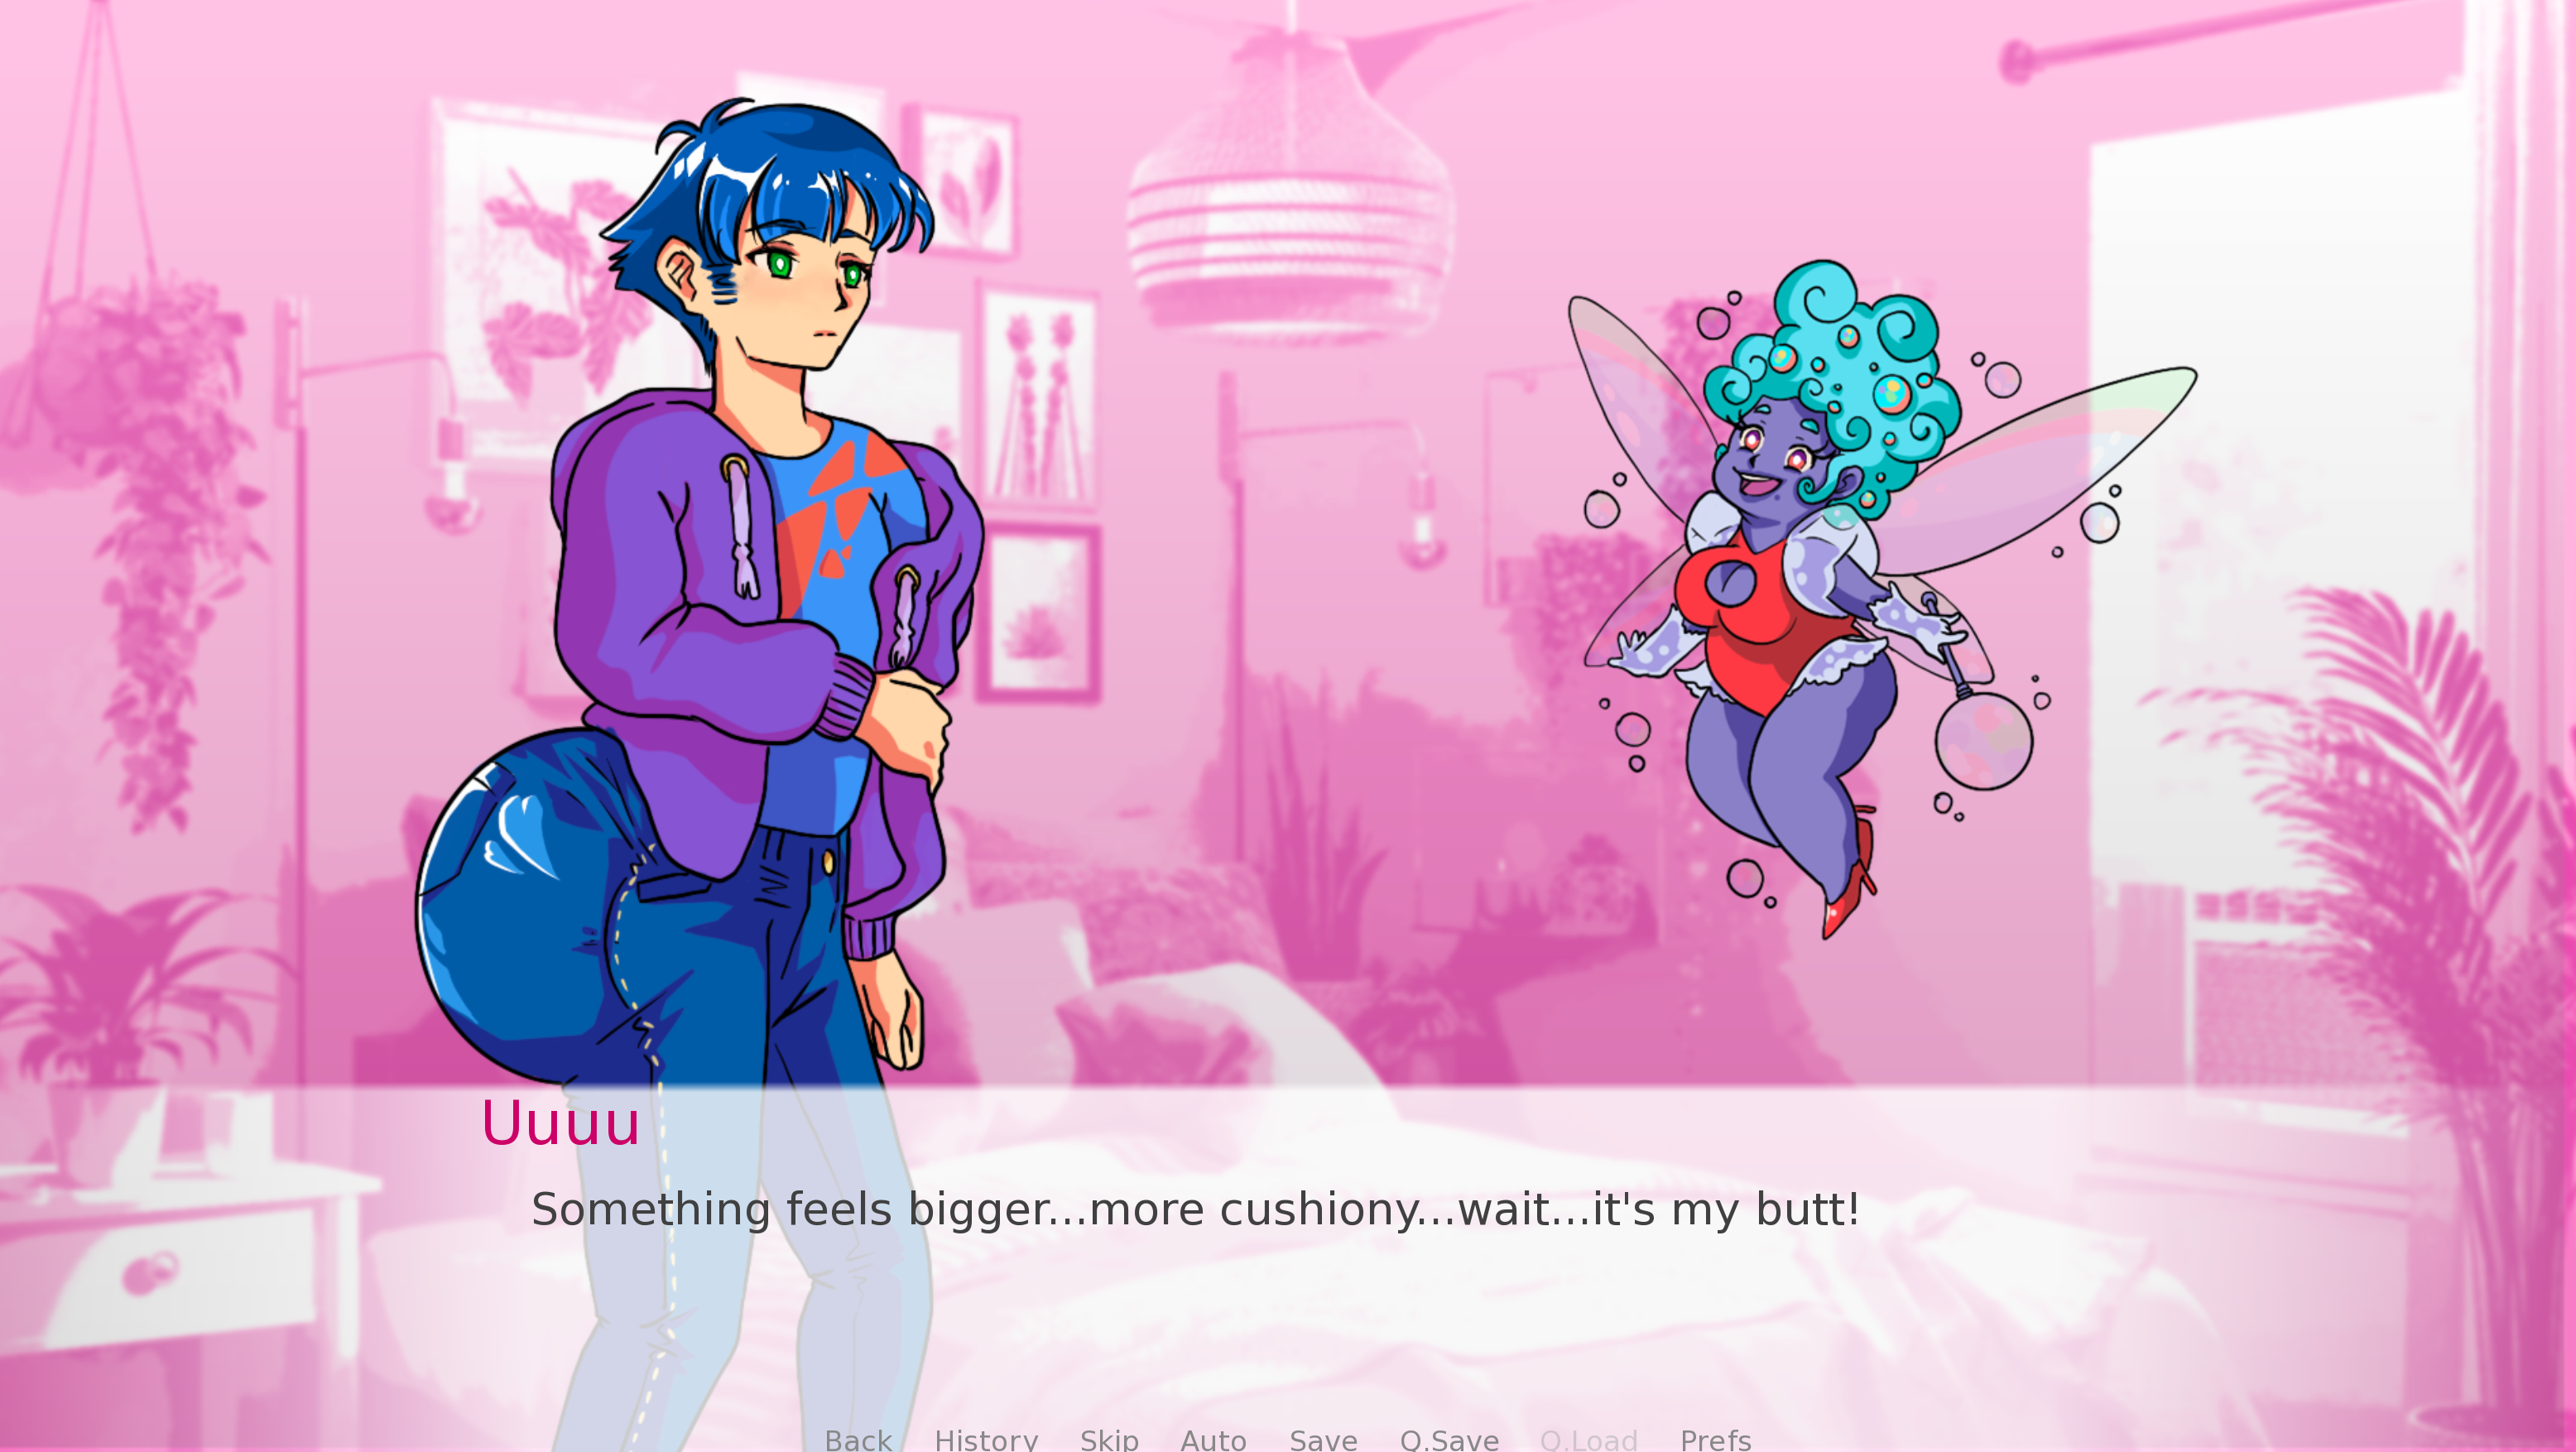 Uuuu
Something feels bigger...more cushiony...wait...it's my butt!
Back History Skip Auto Save Q.Save Q.Load Prefs